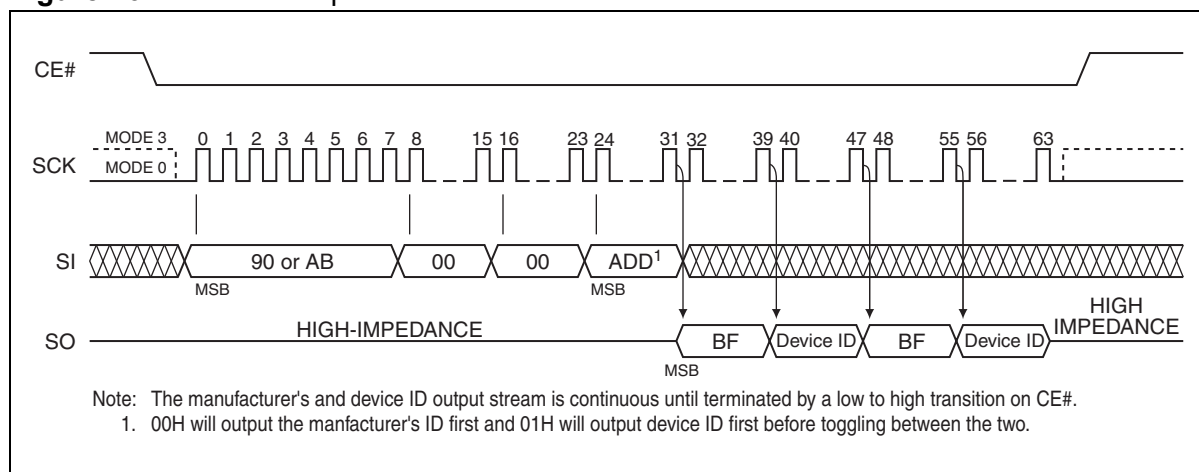 CE#
MODE 3
0 1 2 3 4 5 6 7 8 15 16 23 24 31 32 39 40 47 48 55 56 63
SCK
MODE 0
SI
90 or AB 00 00 ADD1
MSB MSB
HIGH-IMPEDANCE
HIGH
IMPEDANCE
SO
BF Device ID BF Device ID
MSB
Note: The manufacturer's and device ID output stream is continuous until terminated by a low to high transition on CE#.
1. 00H will output the manfacturer's ID first and 01H will output device ID first before toggling between the two.